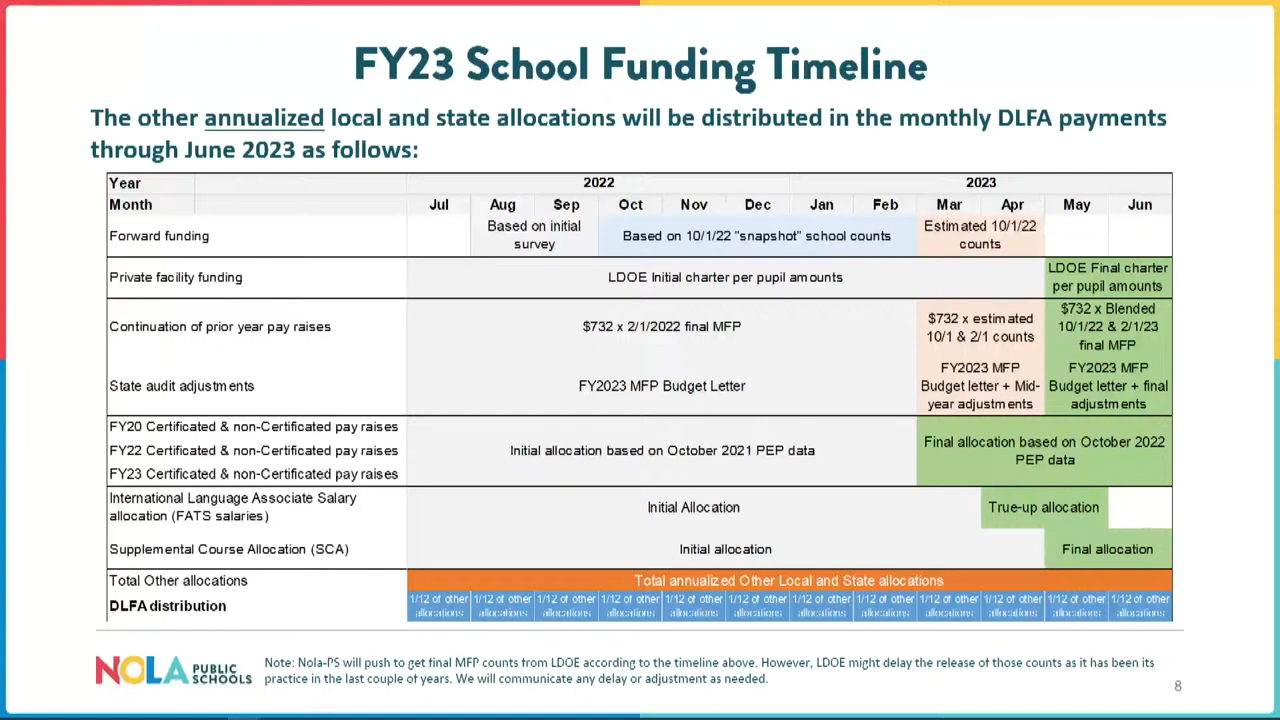 FY23 School Funding Timeline
The other annualized local and state allocations will be distributed in the monthly DLFA payments
through June 2023 as follows:
Year 2022 2023
Month Jul Aug Sep Oct Nov Dec Jan Feb Mar Apr May Jun
Forward funding
Based on initial
survey
Based on 10/1/22 "snapshot" school counts
Estimated 10/1/22
counts
Private facility funding
LDOE Initial charter per pupil amounts
LDOE Final charter
per pupil amounts
Continuation of prior year pay raises
$732 x 2/1/2022 final MFP
$732 x estimated
10/1 & 2/1 counts
$732 x Blended
10/1/22 & 2/1/23
final MFP
State audit adjustments
FY2023 MFP Budget Letter
FY2023 MFP
Budget letter + Mid-
year adjustments
FY2023 MFP
Budget letter + final
adjustments
FY20 Certificated & non-Certificated pay raises
FY22 Certificated & non-Certificated pay raises
FY23 Certificated & non-Certificated pay raises
Initial allocation based on October 2021 PEP data
Final allocation based on October 2022
PEP data
International Language Associate Salary
allocation (FATS salaries)
Initial Allocation
True-up allocation
Supplemental Course Allocation (SCA)
Initial allocation
Final allocation
Total Other allocations
Total annualized Other Local and State allocations
DLFA distribution
1/12 of other 1/12 of other 1/12 of other 1/12 of other 1/12 of other 1/12 of other 1/12 of other 1/12 of other 1/12 of other 1/12 of other 1/12 of other 1/12 of other
allocations allocations allocations allocations allocations allocations allocations allocations allocations allocations allocations allocations
NOLA PUBLIC
SCHOOLS
Note: Nola-PS will push to get final MFP counts from LDOE according to the timeline above. However, LDOE might delay the release of those counts as it has been its
practice in the last couple of years. We will communicate any delay or adjustment as needed.
8